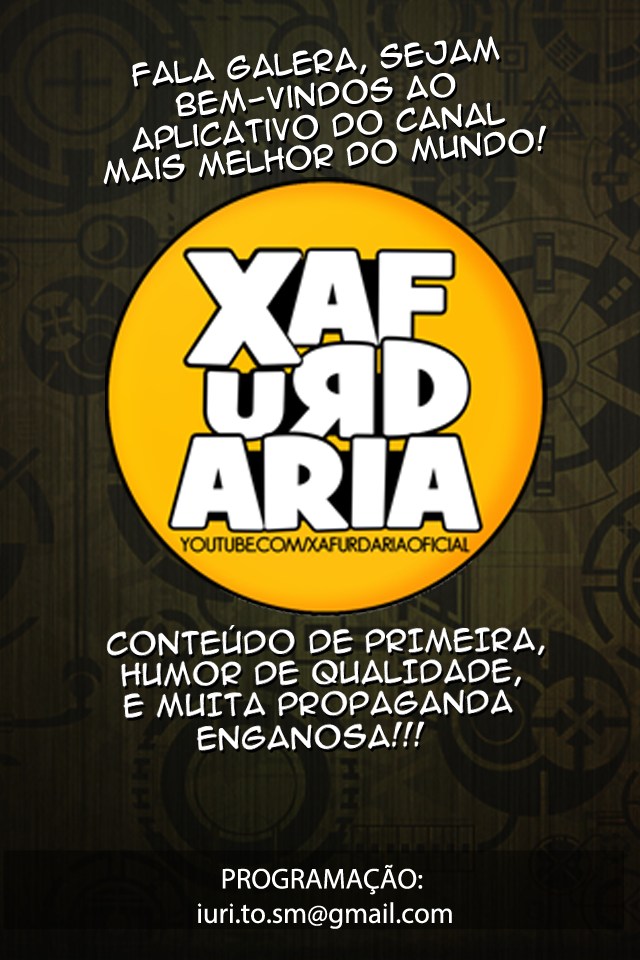 FALA GALERA, SEJAM
BEM-VINDOS AO
APLICATIVO DO CANAL
MAIS MELHOR DO MUNDO!
XAF
URD
ARIA
YOUTUBE.COM/XAFURDARIAOFICIAL
CONTEÚDO DE PRIMEIRA,
HUMOR DE QUALIDADE,
E MUITA PROPAGANDA
ENGANOSA!!!
PROGRAMAÇÃO:
iuri.to.sm@gmail.com